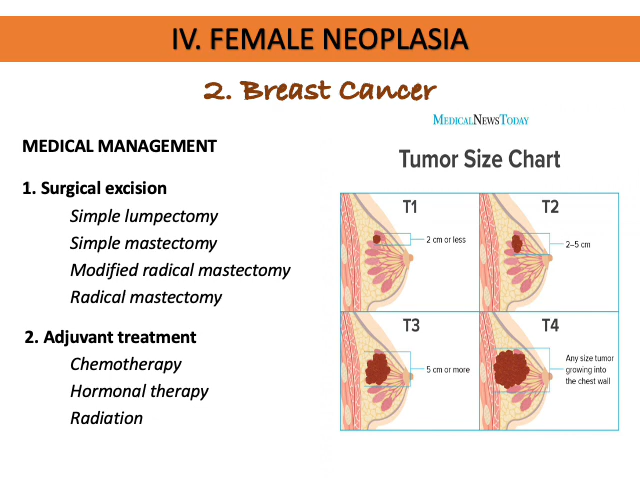 IV. FEMALE NEOPLASIA
2. Breast Cancer
MEDICALNEWSTODAY
MEDICAL MANAGEMENT
Tumor Size Chart
1. Surgical excision
Simple lumpectomy
Simple mastectomy
Modified radical mastectomy
Radical mastectomy
2. Adjuvant treatment
Chemotherapy
Hormonal therapy
Radiation
T1
2 cm or less
T2
2–5 cm
T3
5 cm or more
T4
Any size tumor
growing into
the chest wall